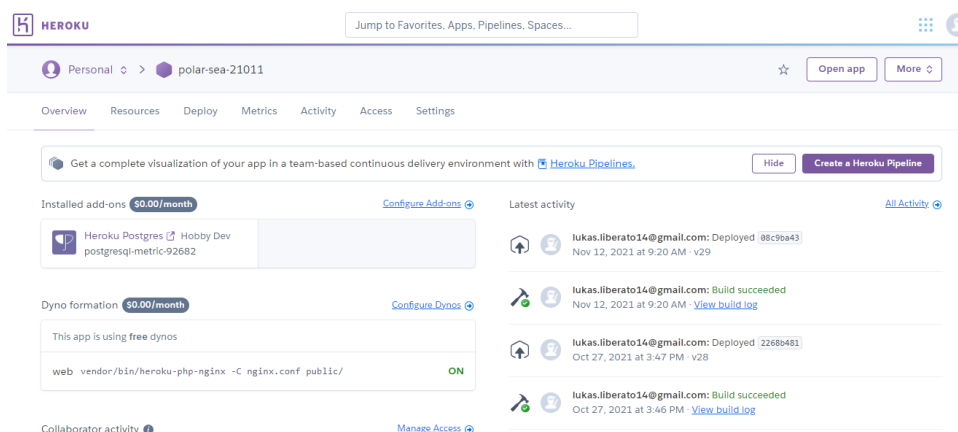 HEROKU
Jump to Favorites, Apps, Pipelines, Spaces...
Personal > polar-sea-21011
Open app
More
Overview Resources Deploy Metrics Activity Access Settings
Get a complete visualization of your app in a team-based continuous delivery environment with Heroku Pipelines.
Hide
Create a Heroku Pipeline
Installed add-ons $0.00/month
Configure Add-ons
Heroku Postgres Hobby Dev
postgresql-metric-92682
Dyno formation $0.00/month
Configure Dynos
This app is using free dynos
web vendor/bin/heroku-php-nginx -C nginx.conf public/
ON
Collaborator activity
Manage Access
Latest activity
All Activity
lukas.liberato14@gmail.com: Deployed 08c9ba43
Nov 12, 2021 at 9:20 AM · v29
lukas.liberato14@gmail.com: Build succeeded
Nov 12, 2021 at 9:20 AM · View build log
lukas.liberato14@gmail.com: Deployed 2268b481
Oct 27, 2021 at 3:47 PM · v28
lukas.liberato14@gmail.com: Build succeeded
Oct 27, 2021 at 3:46 PM · View build log